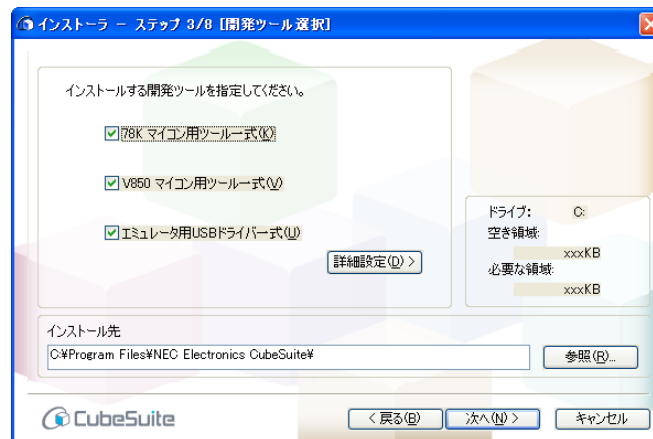 インストーラ － ステップ 3/8 [開発ツール選択]
インストールする開発ツールを指定してください。
78K マイコン用ツール一式(K)
V850 マイコン用ツール一式(V)
エミュレータ用USBドライバ一式(U)
詳細設定(D) >
ドライブ: C:
空き領域:
xxxKB
必要な領域:
xxxKB
インストール先
C:¥Program Files¥NEC Electronics CubeSuite¥
参照(R)...
CubeSuite
< 戻る(B)
次へ(N) >
キャンセル